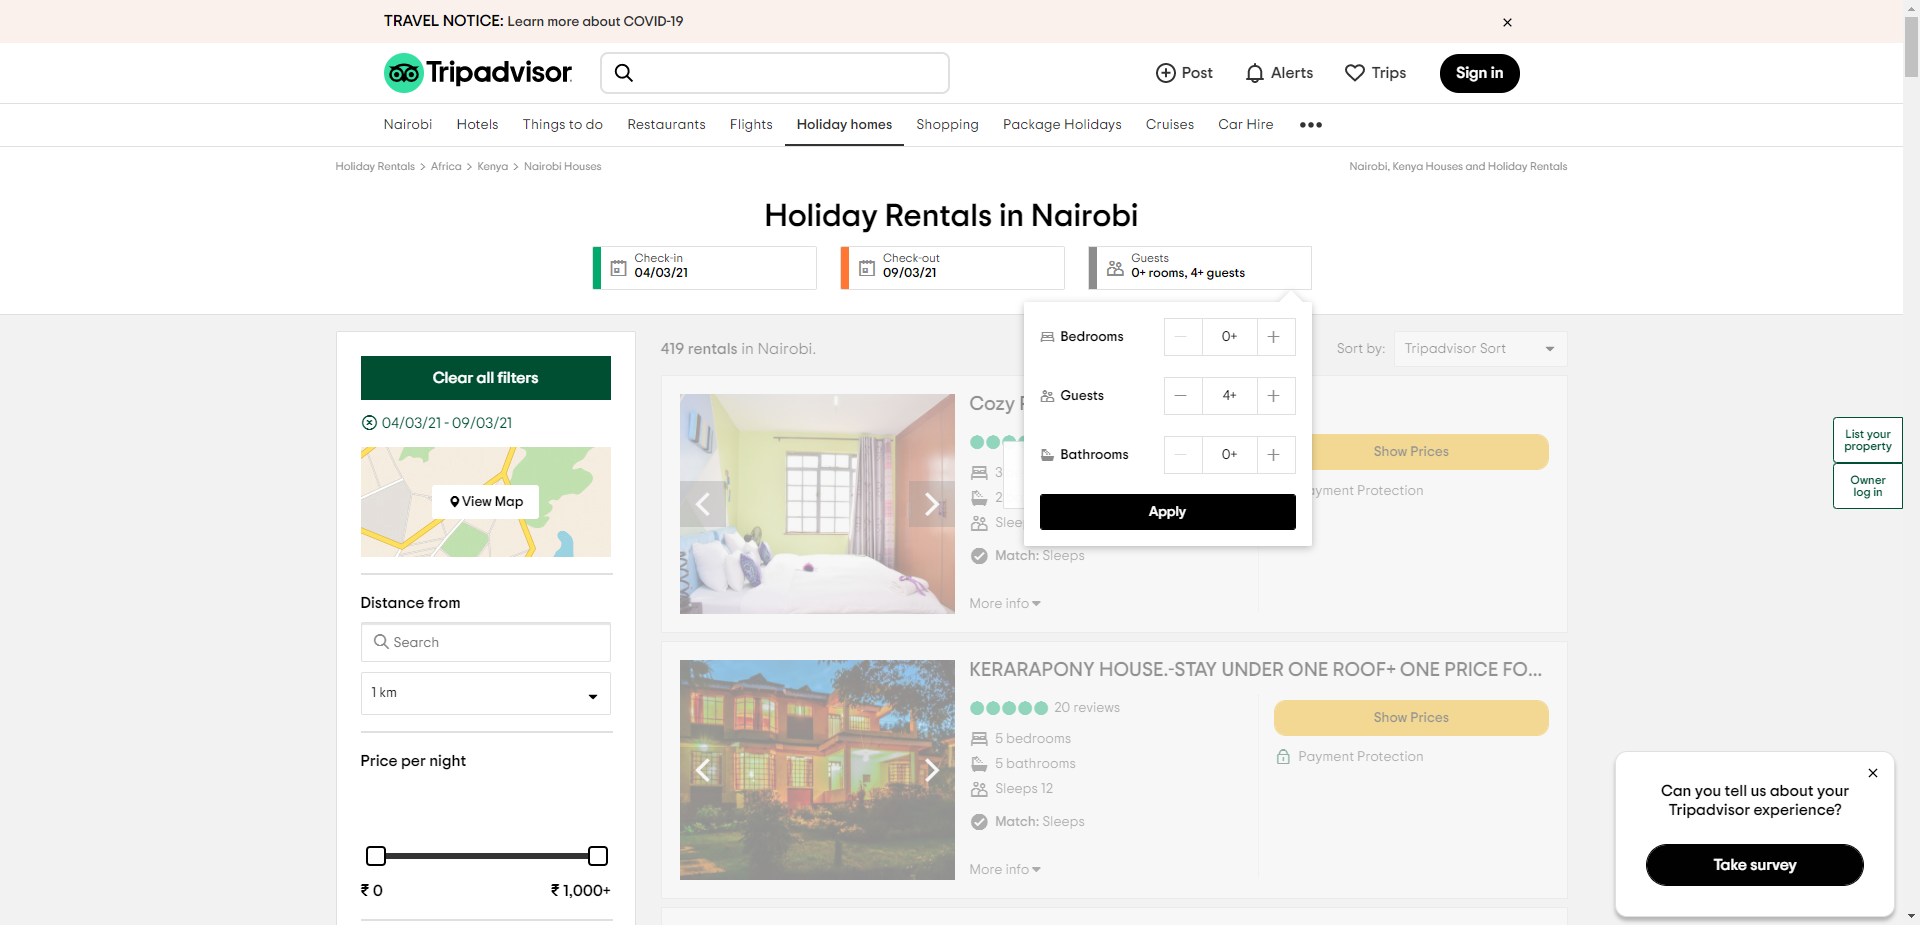 TRAVEL NOTICE: Learn more about COVID-19
Tripadvisor
Post
Alerts
Trips
Sign in
Nairobi
Hotels
Things to do
Restaurants
Flights
Holiday homes
Shopping
Package Holidays
Cruises
Car Hire
Holiday Rentals > Africa > Kenya > Nairobi Houses
Nairobi, Kenya Houses and Holiday Rentals
Holiday Rentals in Nairobi
Check-in
04/03/21
Check-out
09/03/21
Guests
0+ rooms, 4+ guests
Bedrooms
0+
Guests
4+
Bathrooms
0+
Apply
Clear all filters
04/03/21 - 09/03/21
View Map
Distance from
Search
1 km
Price per night
₹ 0
₹ 1,000+
419 rentals in Nairobi.
Sort by:
Tripadvisor Sort
Cozy
3
2
Match: Sleeps
More info
Show Prices
Protection
KERARAPONY HOUSE.-STAY UNDER ONE ROOF+ ONE PRICE FO...
20 reviews
5 bedrooms
5 bathrooms
Sleeps 12
Match: Sleeps
More info
Show Prices
Payment Protection
List your
property
Owner
log in
Can you tell us about your
Tripadvisor experience?
Take survey